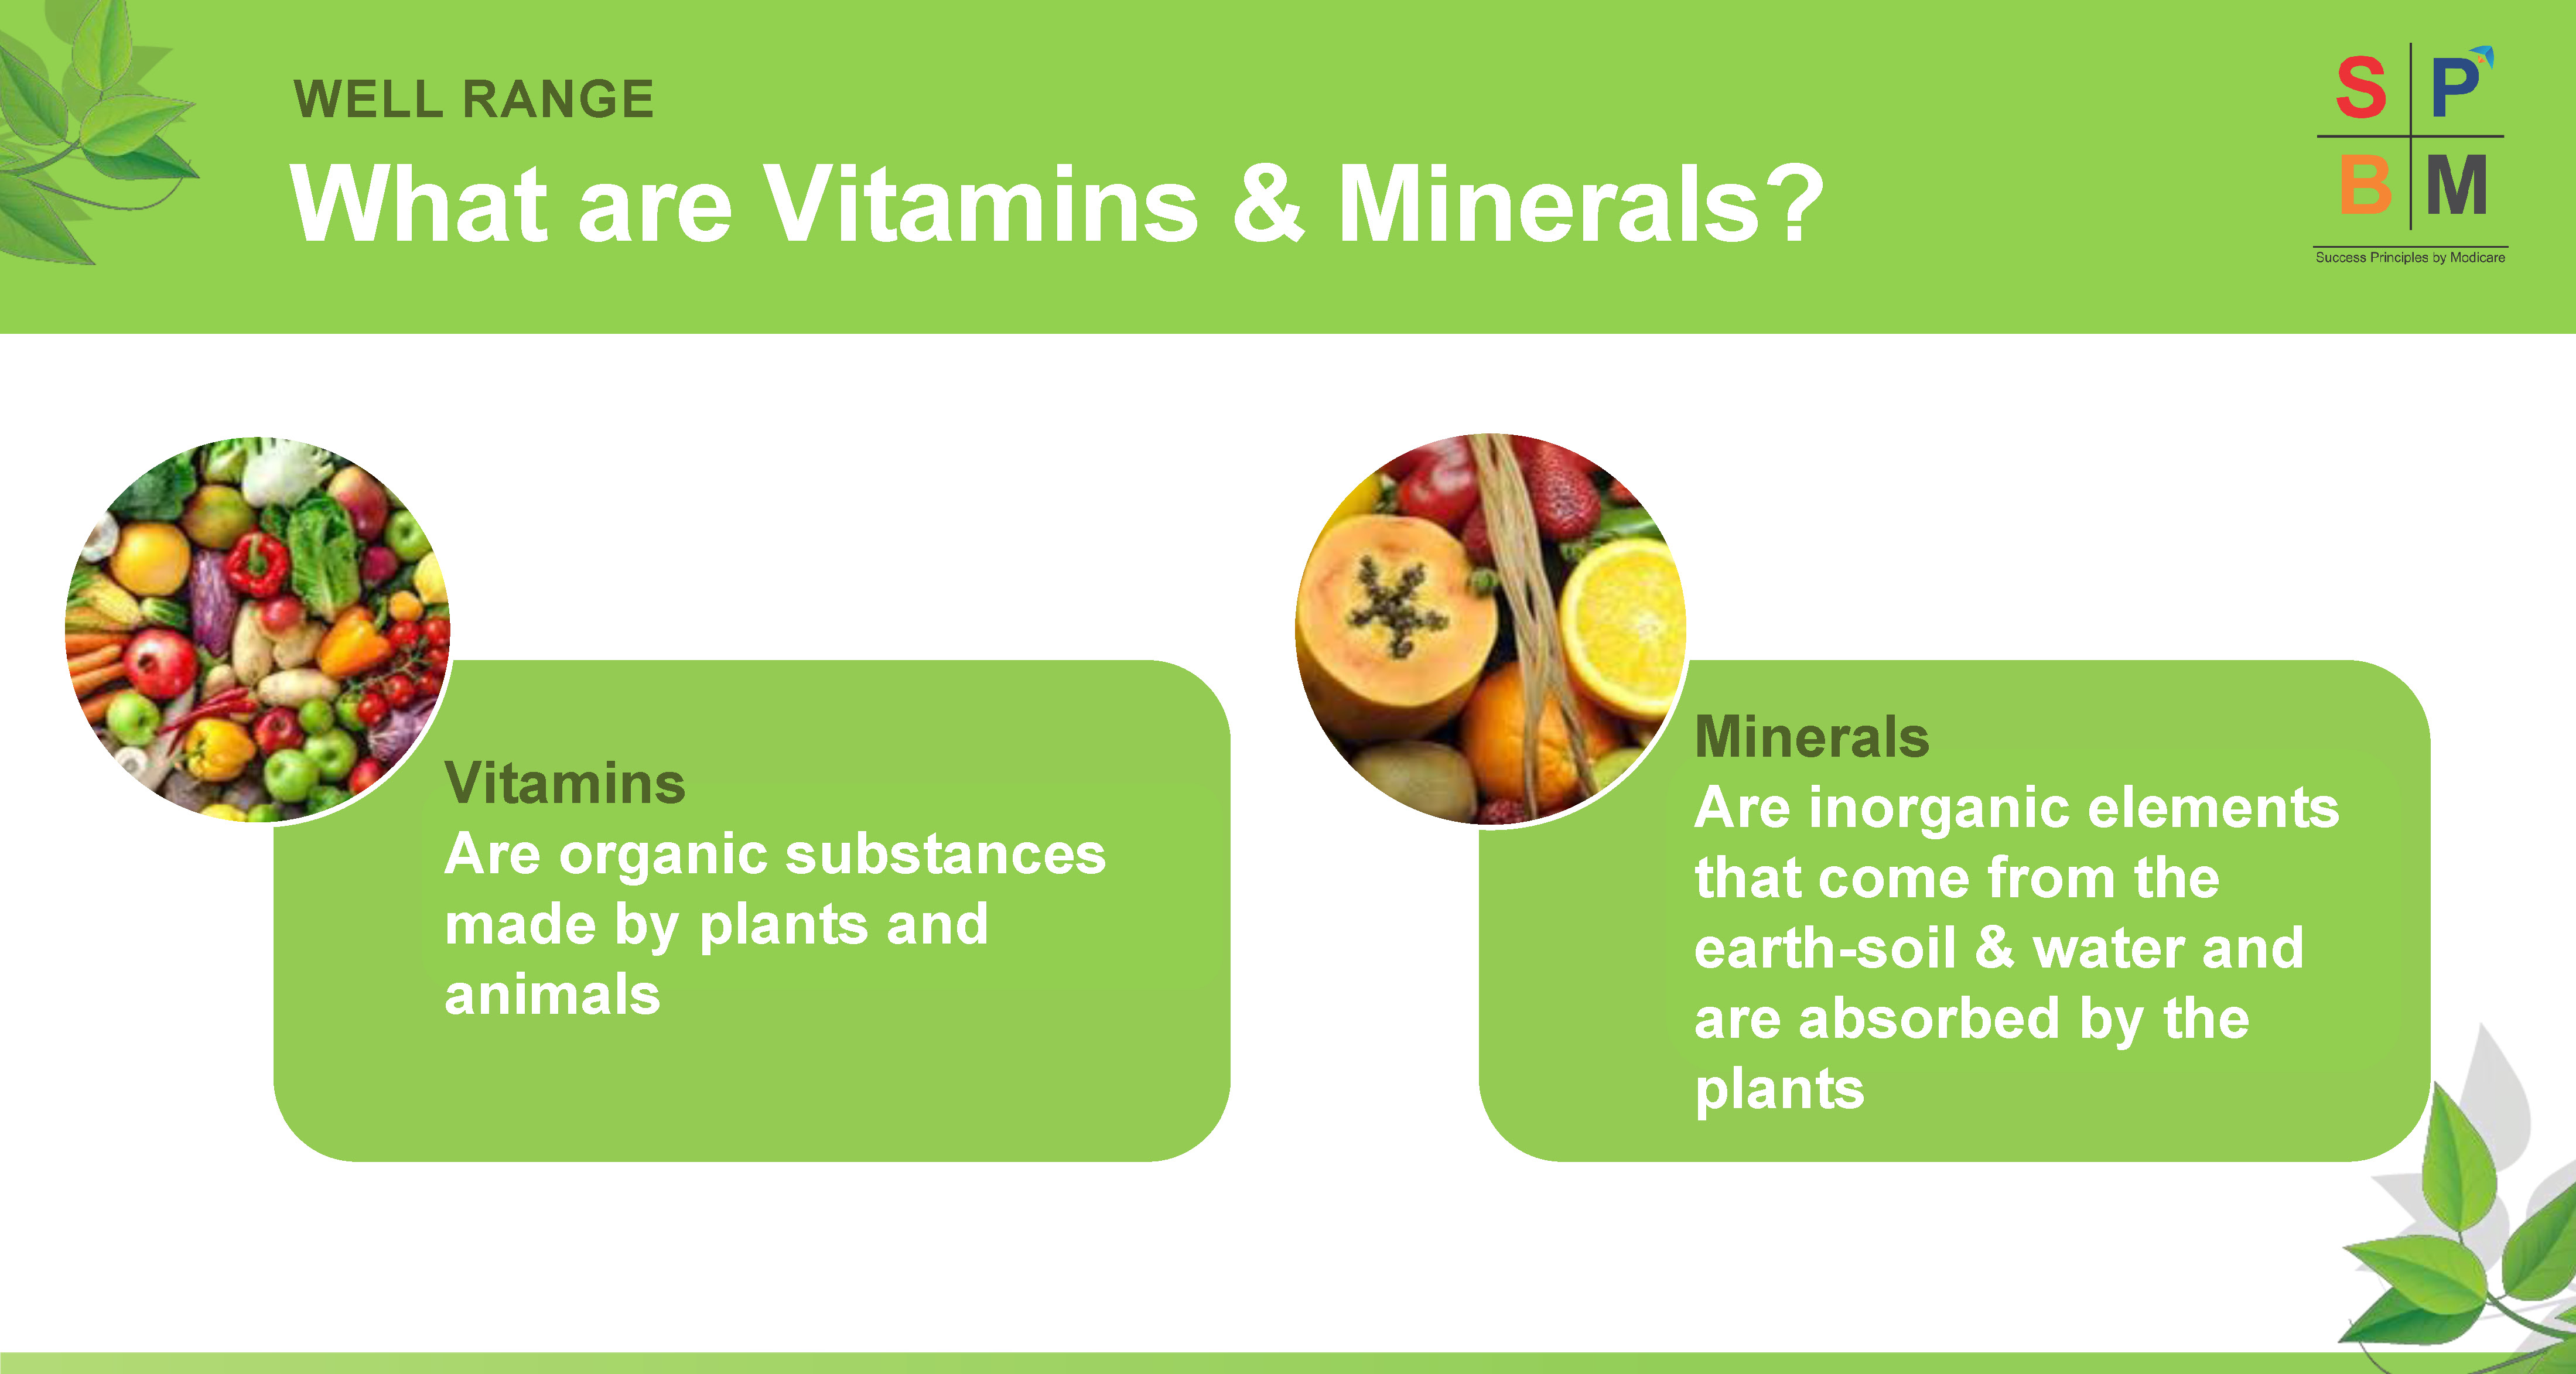 WELL RANGE
What are Vitamins & Minerals?
S P
B M
Success Principles by Modicare
Vitamins
Are organic substances
made by plants and
animals
Minerals
Are inorganic elements
that come from the
earth-soil & water and
are absorbed by the
plants